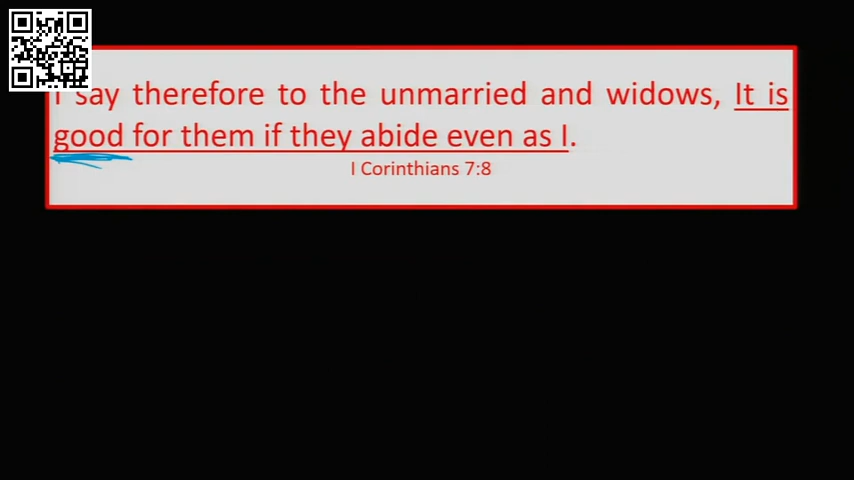 I say therefore to the unmarried and widows, It is
good for them if they abide even as I.
I Corinthians 7:8